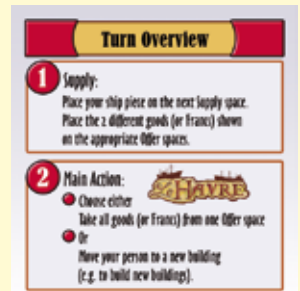 Turn Overview
1 Supply:
Place your ship piece on the next Supply space.
Place the 2 different goods (or Francs) shown
on the appropriate Offer spaces.
2 Main Action:
Le HAVRE
Choose either
Take all goods (or Francs) from one Offer space
Or
Move your person to a new building
(e.g. to build new buildings).